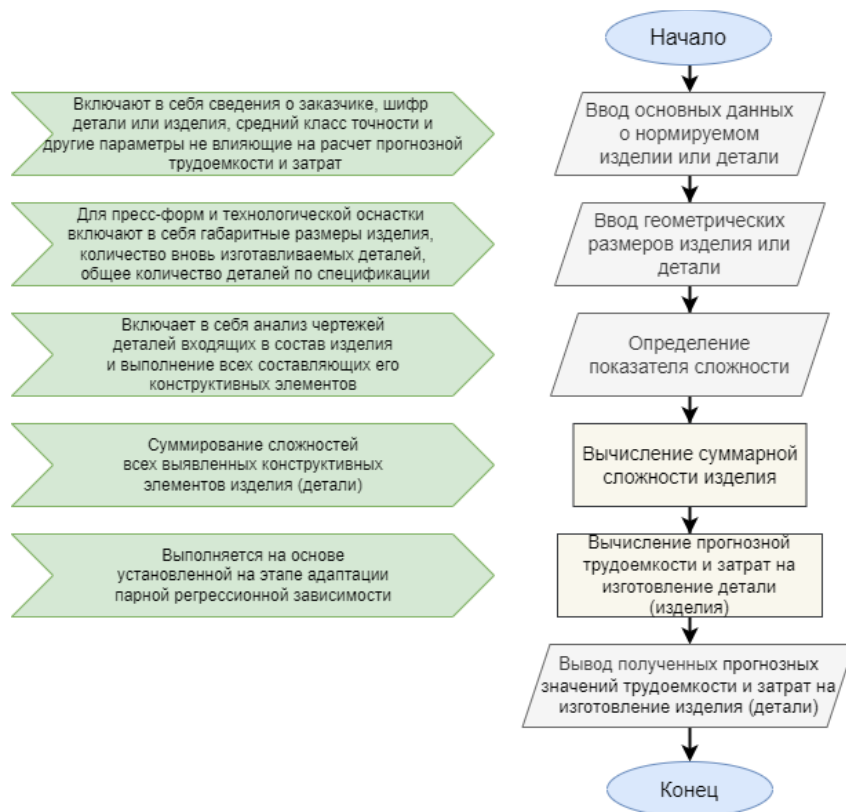 Начало
Включают в себя сведения о заказчике, шифр
детали или изделия, средний класс точности и
другие параметры не влияющие на расчет прогнозной
трудоемкости и затрат
Ввод основных данных
о нормируемом
изделии или детали
Для пресс-форм и технологической оснастки
включают в себя габаритные размеры изделия,
количество вновь изготавливаемых деталей,
общее количество деталей по спецификации
Ввод геометрических
размеров изделия или
детали
Включает в себя анализ чертежей
деталей входящих в состав изделия
и выполнение всех составляющих его
конструктивных элементов
Определение
показателя сложности
Суммирование сложностей
всех выявленных конструктивных
элементов изделия (детали)
Вычисление суммарной
сложности изделия
Выполняется на основе
установленной на этапе адаптации
парной регрессионной зависимости
Вычисление прогнозной
трудоемкости и затрат на
изготовление детали
(изделия)
Вывод полученных прогнозных
значений трудоемкости и затрат на
изготовление изделия (детали)
Конец